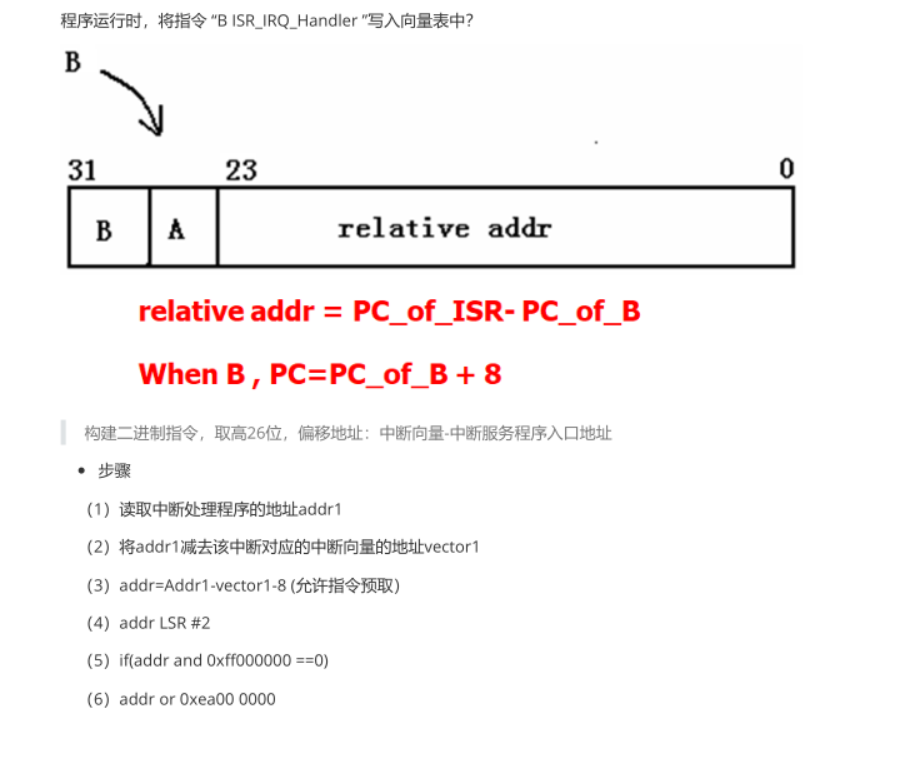 程序运行时，将指令 “B ISR_IRQ_Handler ”写入向量表中？
B
31 23 0
B A relative addr
relative addr = PC_of_ISR- PC_of_B
When B , PC=PC_of_B + 8
构建二进制指令，取高26位，偏移地址：中断向量-中断服务程序入口地址
• 步骤
（1）读取中断处理程序的地址addr1
（2）将addr1减去该中断对应的中断向量的地址vector1
（3）addr=Addr1-vector1-8 (允许指令预取）
（4）addr LSR #2
（5）if(addr and 0xff000000 ==0)
（6）addr or 0xea00 0000